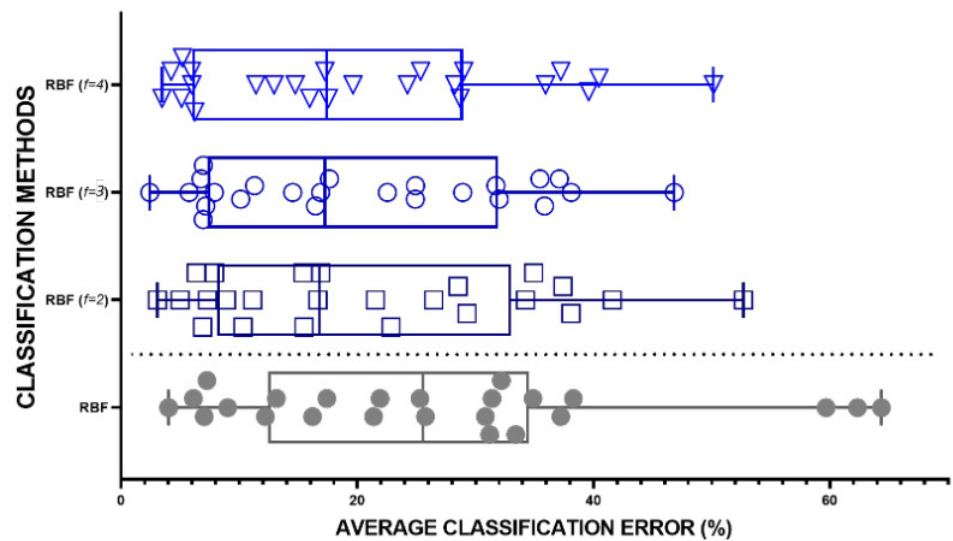 CLASSIFICATION METHODS
RBF (f=4)
RBF (f=3)
RBF (f=2)
RBF
0 20 40 60
AVERAGE CLASSIFICATION ERROR (%)